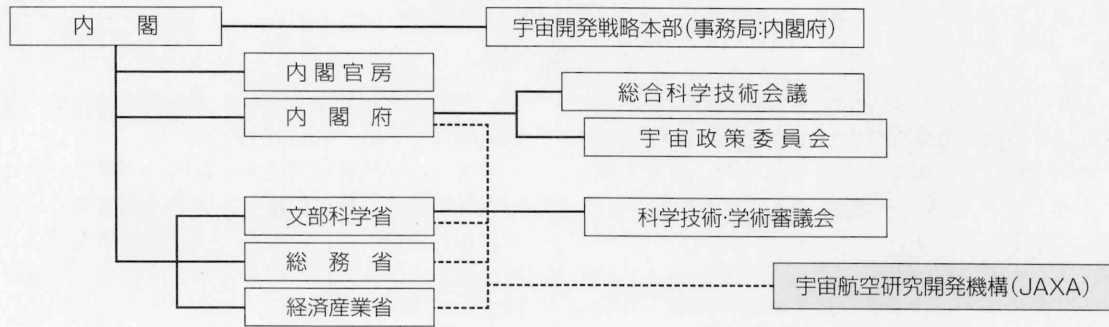 内閣
宇宙開発戦略本部(事務局:内閣府)
内閣官房
内閣府
総合科学技術会議
宇宙政策委員会
文部科学省
科学技術・学術審議会
総務省
宇宙航空研究開発機構(JAXA)
経済産業省